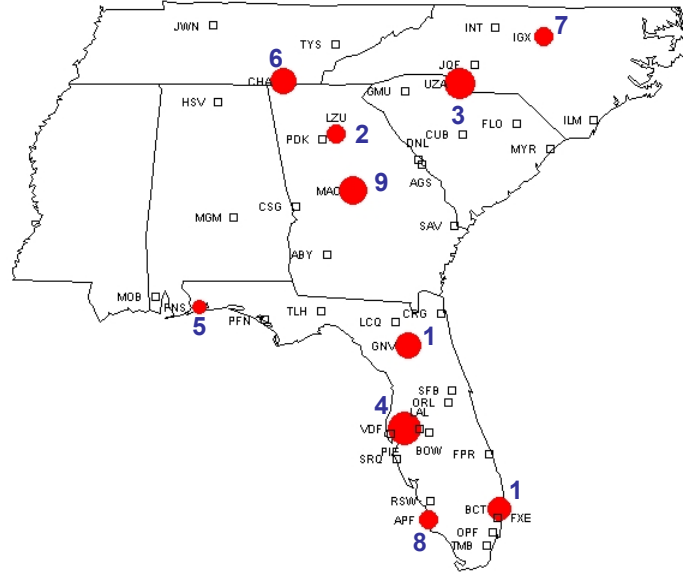 JWN
INT
7
IGX
TYS
6
JQF
CHA
UZA
GMU
HSV
3
LZU
2
FLO
ILM
PDK
CUB
DNL
MYR
9
AGS
MAC
CSG
MGM
SAV
ABY
MOB
PNS
TLH
CRG
PFN
LCQ
5
1
GNV
SFB
4
ORL
LAL
VDF
PIE
BOW
SRQ
FPR
1
RSW
BCT
APF
FXE
8
OPF
TMB